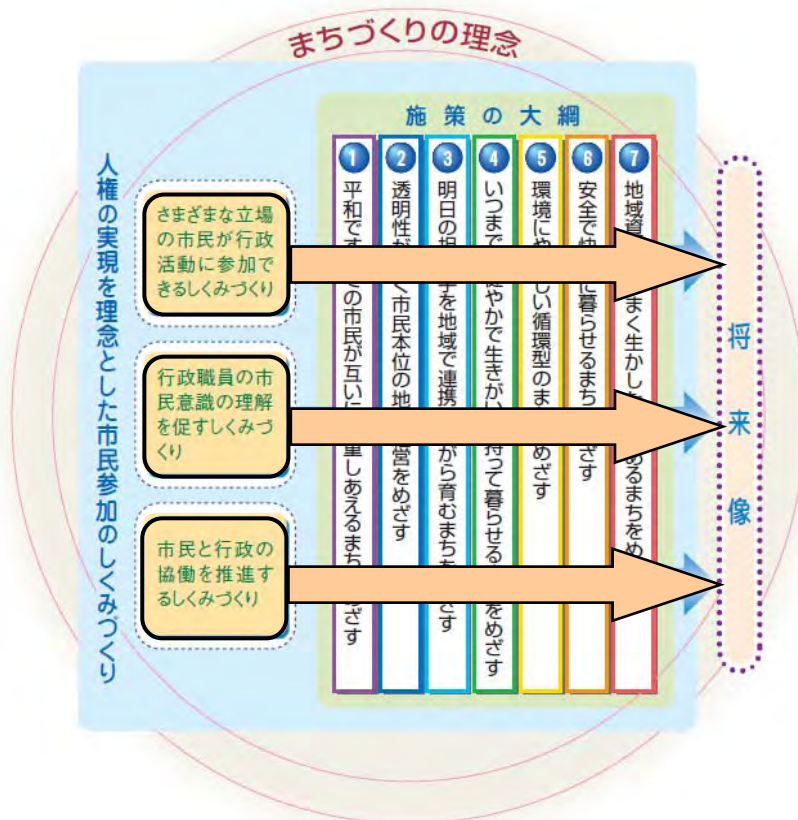 まちづくりの理念
人権の実現を理念とした市民参加のしくみづくり
さまざまな立場
の市民が行政
活動に参加で
きるしくみづくり
行政職員の市
民意識の理解
を促すしくみづ
くり
市民と行政の
協働を推進す
るしくみづくり
施策の大綱
1 平和です ての市民が互いに 重しあえるまち ざす
2 透明性が く市民本位の地 営をめざす
3 明日の担 手を地域で連携 がら育むまちを ざす
4 いつまで 健やかで生きがい 持って暮らせる をめざす
5 環境にや しい循環型のま めざす
6 安全で快 に暮らせるまち ざす
7 地域資 まく生かした あるまちをめ
将来像